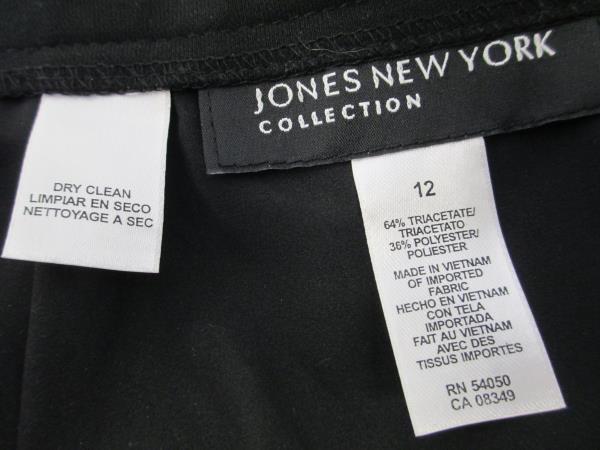 JONES NEW YORK
COLLECTION
DRY CLEAN
LIMPIAR EN SECO
NETTOYAGE A SEC
12
64% TRIACETATE/
TRIACETATO
36% POLYESTER/
POLIESTER
MADE IN VIETNAM
OF IMPORTED
FABRIC
HECHO EN VIETNAM
CON TELA
IMPORTADA
FAIT AU VIETNAM
AVEC DES
TISSUS IMPORTES
RN 54050
CA 08349